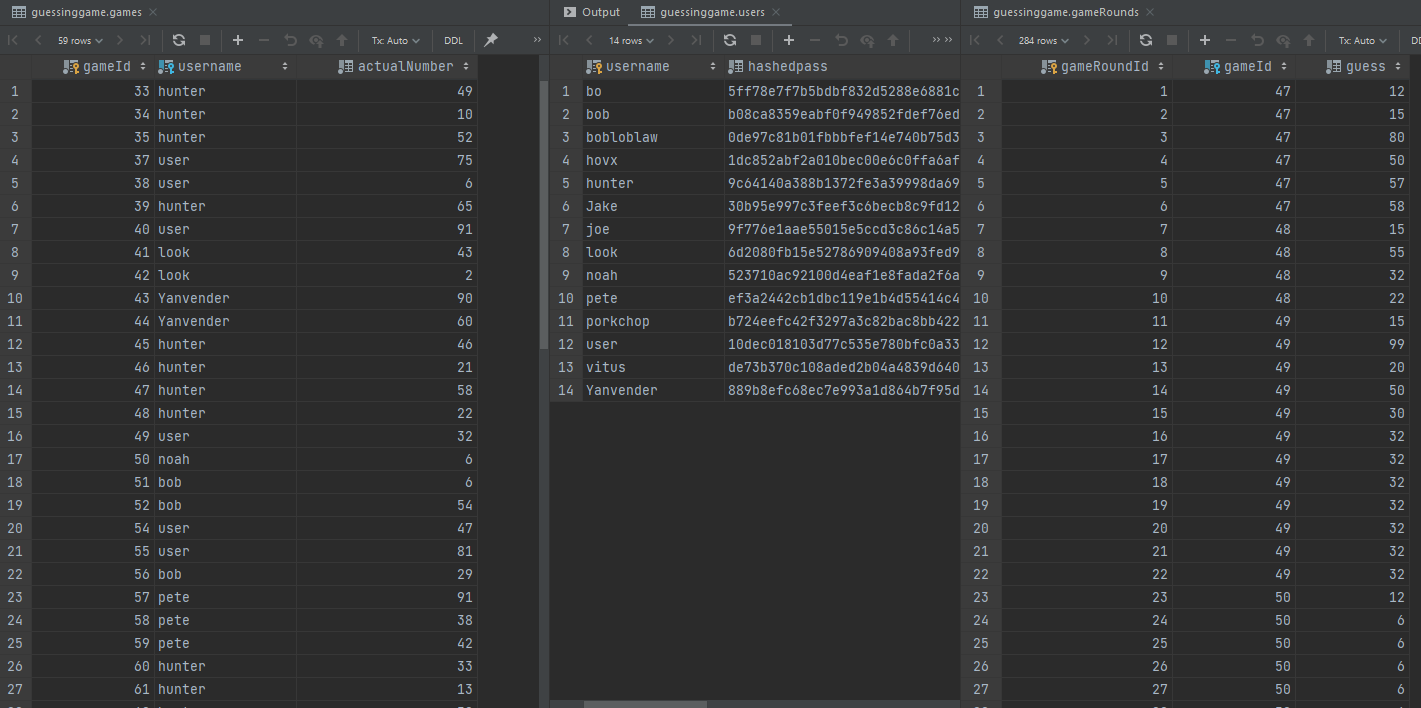 guessinggame.games
59 rows Tx: Auto DDL
gameId username actualNumber
1 33 hunter 49
2 34 hunter 10
3 35 hunter 52
4 37 user 75
5 38 user 6
6 39 hunter 65
7 40 user 91
8 41 look 43
9 42 look 2
10 43 Yanvender 90
11 44 Yanvender 60
12 45 hunter 46
13 46 hunter 21
14 47 hunter 58
15 48 hunter 22
16 49 user 32
17 50 noah 6
18 51 bob 6
19 52 bob 54
20 54 user 47
21 55 user 81
22 56 bob 29
23 57 pete 91
24 58 pete 38
25 59 pete 42
26 60 hunter 33
27 61 hunter 13
Output guessinggame.users
14 rows
username hashedpass
1 bo 5ff78e7f7b5bdbf832d5288e6881c
2 bob b08ca8359eabf0f949852fdef76ed
3 bobloblaw 0de97c81b01fbbbfef14e740b75d3
4 hovx 1dc852abf2a010bec00e6c0ffa6af
5 hunter 9c64140a388b1372fe3a39998da69
6 Jake 30b95e997c3feef3c6becb8c9fd12
7 joe 9f776e1aae55015e5ccd3c86c14a5
8 look 6d2080fb15e52786909408a93fed9
9 noah 523710ac92100d4eaf1e8fada2f6a
10 pete ef3a2442cb1dbc119e1b4d55414c4
11 porkchop b724eefc42f3297a3c82bac8bb422
12 user 10dec018103d77c535e780bfc0a33
13 vitus de73b370c108aded2b04a4839d640
14 Yanvender 889b8efc68ec7e993a1d864b7f95d
guessinggame.gameRounds
284 rows Tx: Auto
gameRoundId gameId guess
1 1 47 12
2 2 47 15
3 3 47 80
4 4 47 50
5 5 47 57
6 6 47 58
7 7 48 15
8 8 48 55
9 9 48 32
10 10 48 22
11 11 49 15
12 12 49 99
13 13 49 20
14 14 49 50
15 15 49 30
16 16 49 32
17 17 49 32
18 18 49 32
19 19 49 32
20 20 49 32
21 21 49 32
22 22 49 32
23 23 50 12
24 24 50 6
25 25 50 6
26 26 50 6
27 27 50 6